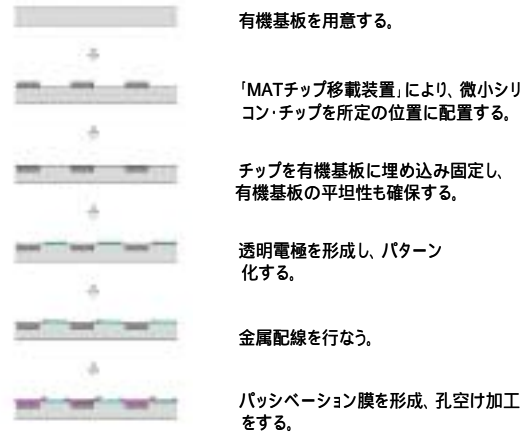 有機基板を用意する。
「MATチップ移載装置」により、微小シリ
コン・チップを所定の位置に配置する。
チップを有機基板に埋め込み固定し、
有機基板の平坦性も確保する。
透明電極を形成し、パターン
化する。
金属配線を行なう。
パッシベーション膜を形成、孔空け加工
をする。